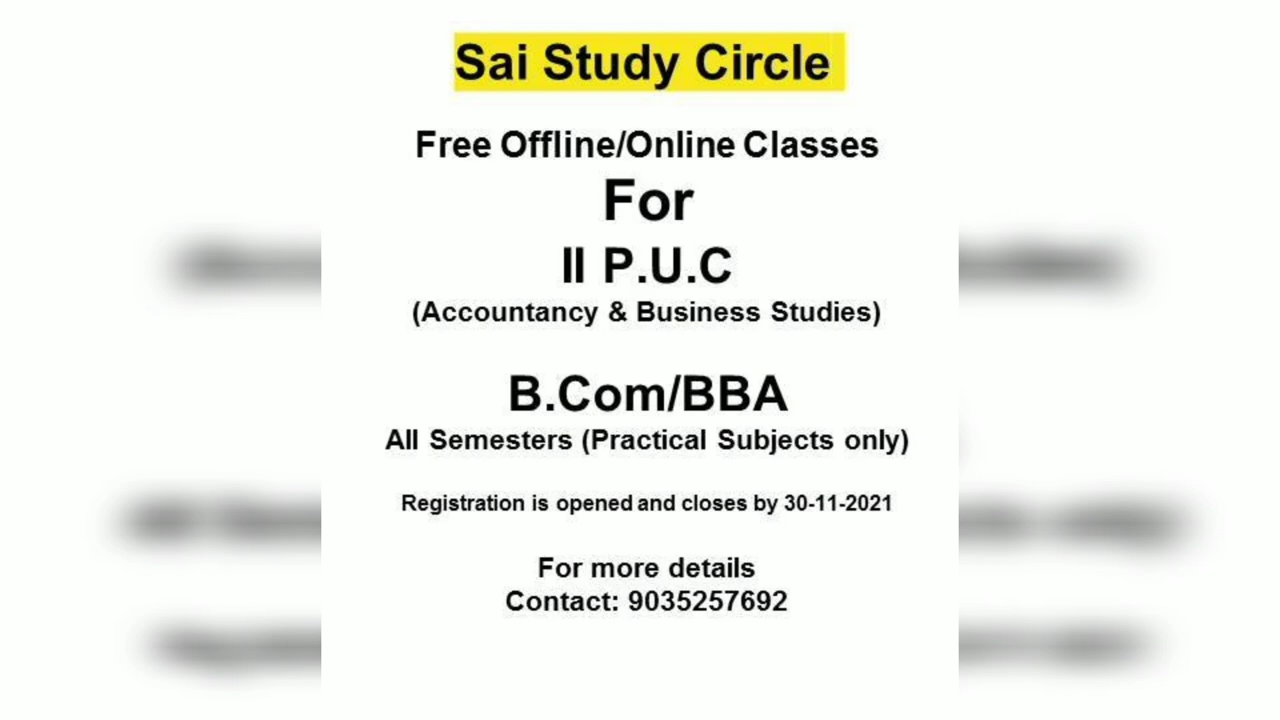 Sai Study Circle
Free Offline/Online Classes
For
II P.U.C
(Accountancy & Business Studies)
B.Com/BBA
All Semesters (Practical Subjects only)
Registration is opened and closes by 30-11-2021
For more details
Contact: 9035257692